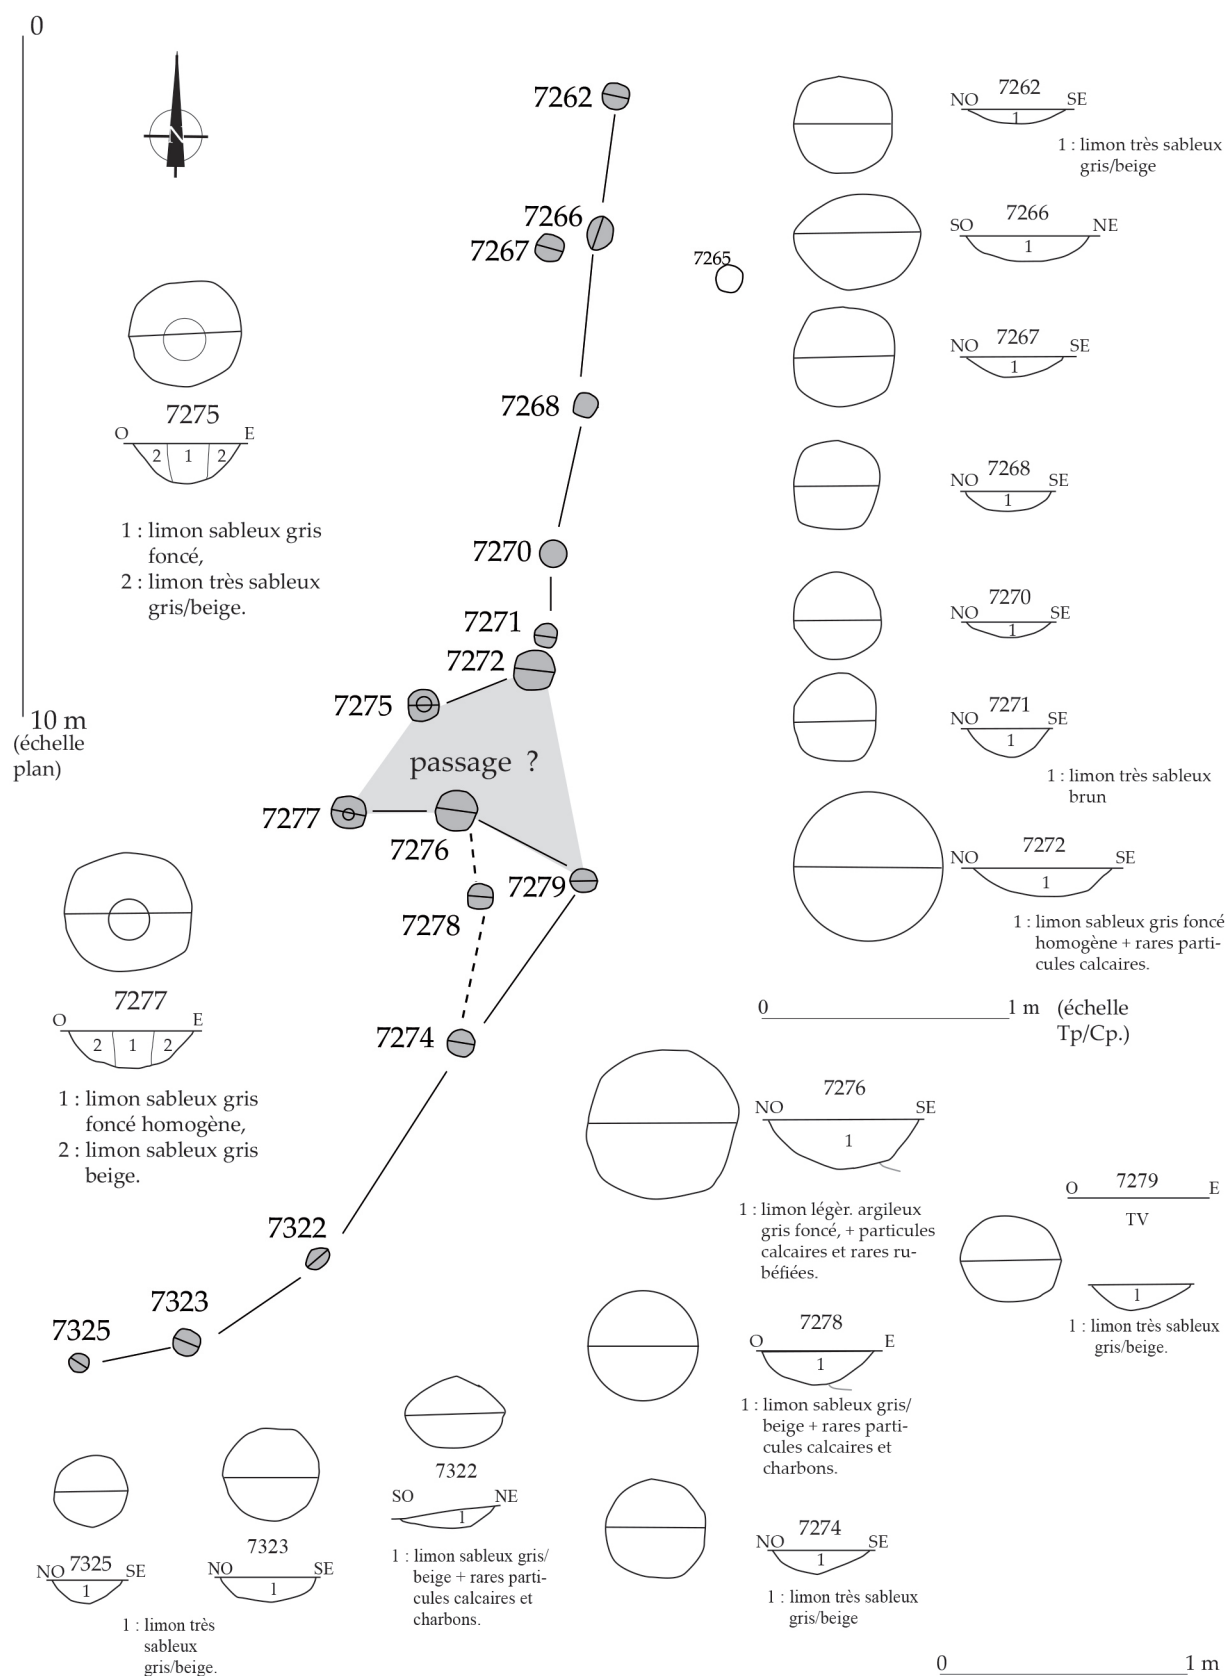 0
N
10 m
(échelle
plan)
7262
7266
7267
7265
7268
7270
7271
7272
7275
passage ?
7277
7276
7279
7278
7274
7322
7323
7325
7275
O E
2 1 2
1 : limon sableux gris
foncé,
2 : limon très sableux
gris/beige.
7277
O E
2 1 2
1 : limon sableux gris
foncé homogène,
2 : limon sableux gris
beige.
7262
NO SE
1
1 : limon très sableux
gris/beige
7266
SO NE
1
7267
NO SE
1
7268
NO SE
1
7270
NO SE
1
7271
NO SE
1
1 : limon très sableux
brun
7272
NO SE
1
1 : limon sableux gris foncé
homogène + rares parti-
cules calcaires.
0 1 m (échelle
Tp/Cp.)
7276
NO SE
1
1 : limon légèr. argileux
gris foncé, + particules
calcaires et rares ru-
béfiées.
7279
O E
TV
1
1 : limon très sableux
gris/beige.
7278
O E
1
1 : limon sableux gris/
beige + rares parti-
cules calcaires et
charbons.
7274
NO SE
1
1 : limon très sableux
gris/beige
7322
SO NE
1
1 : limon sableux gris/
beige + rares parti-
cules calcaires et
charbons.
7323
NO SE
1
7325
NO SE
1
1 : limon très
sableux
gris/beige.
0 1 m